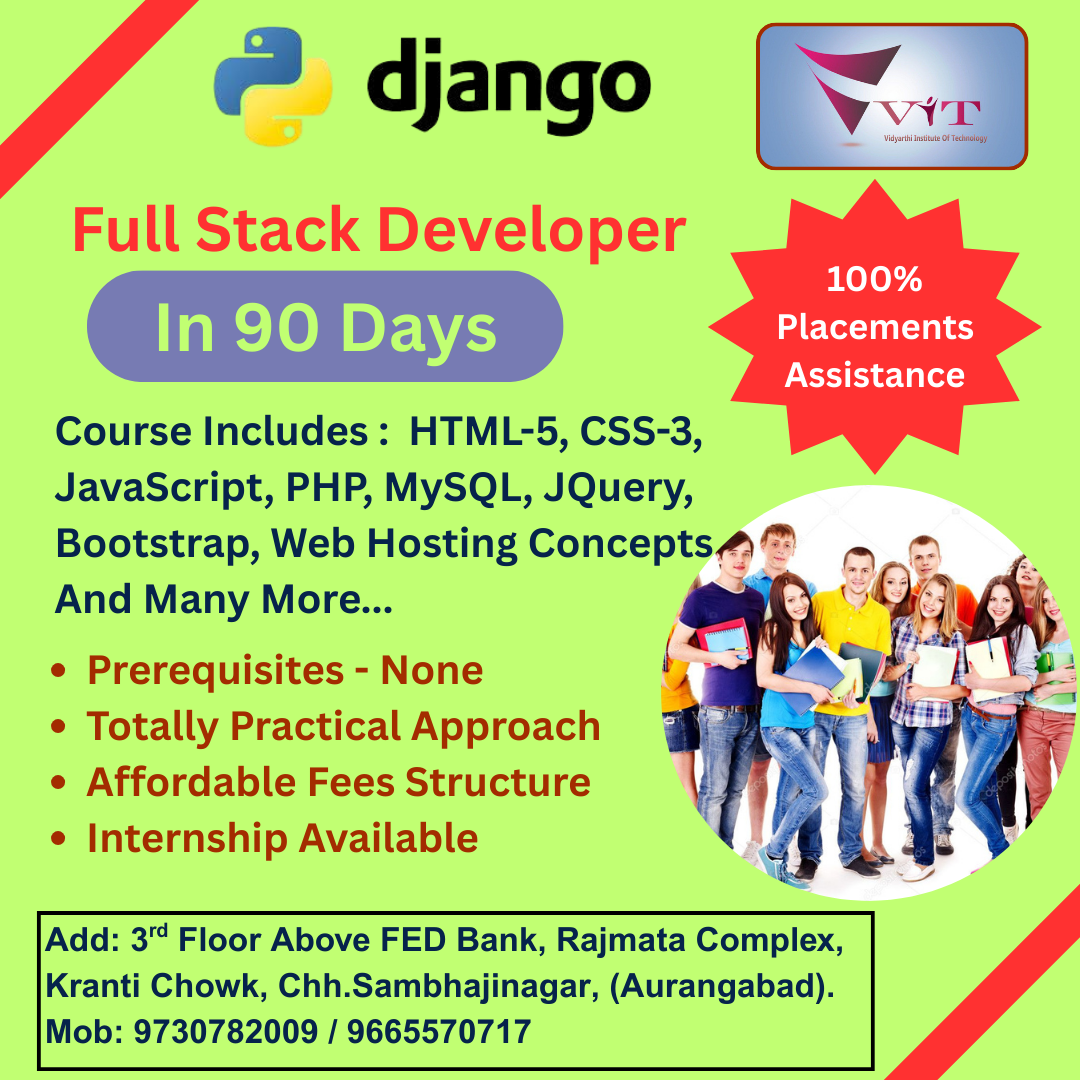 django
ViT
Vidyarthi Institute Of Technology
Full Stack Developer
In 90 Days
100%
Placements
Assistance
Course Includes : HTML-5, CSS-3,
JavaScript, PHP, MySQL, JQuery,
Bootstrap, Web Hosting Concepts
And Many More...
• Prerequisites - None
• Totally Practical Approach
• Affordable Fees Structure
• Internship Available
Add: 3rd Floor Above FED Bank, Rajmata Complex,
Kranti Chowk, Chh.Sambhajinagar, (Aurangabad).
Mob: 9730782009 / 9665570717